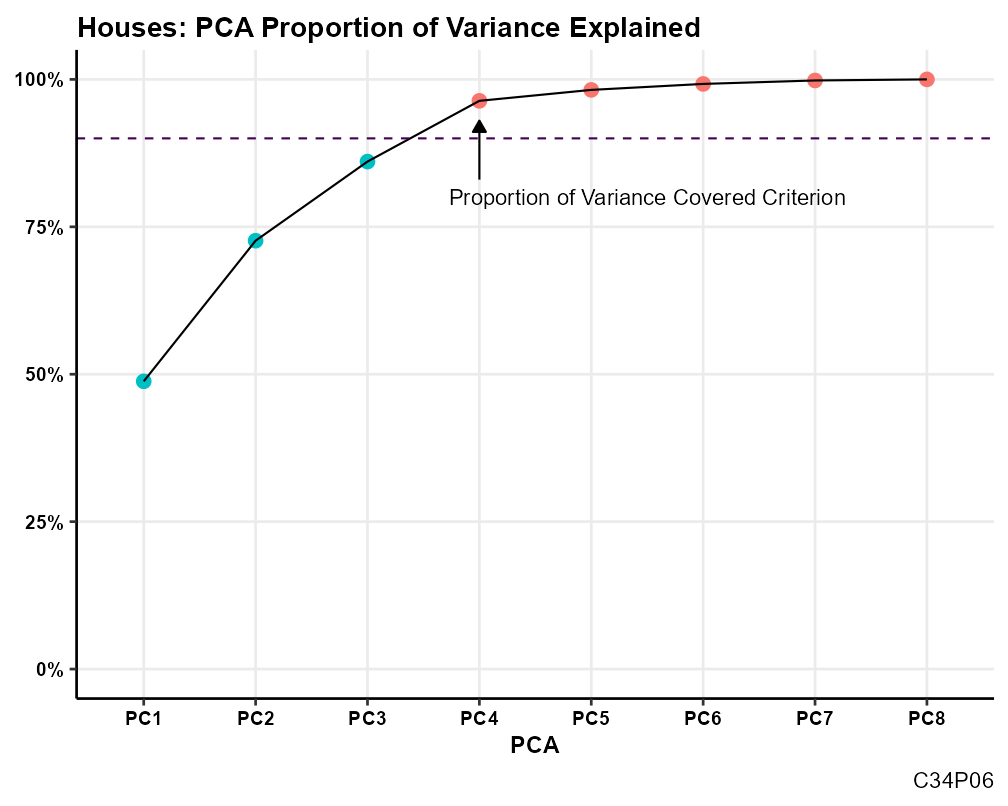 Houses: PCA Proportion of Variance Explained
100%
Proportion of Variance Covered Criterion
75%
50%
25%
0%
PC1 PC2 PC3 PC4 PC5 PC6 PC7 PC8
PCA
C34P06